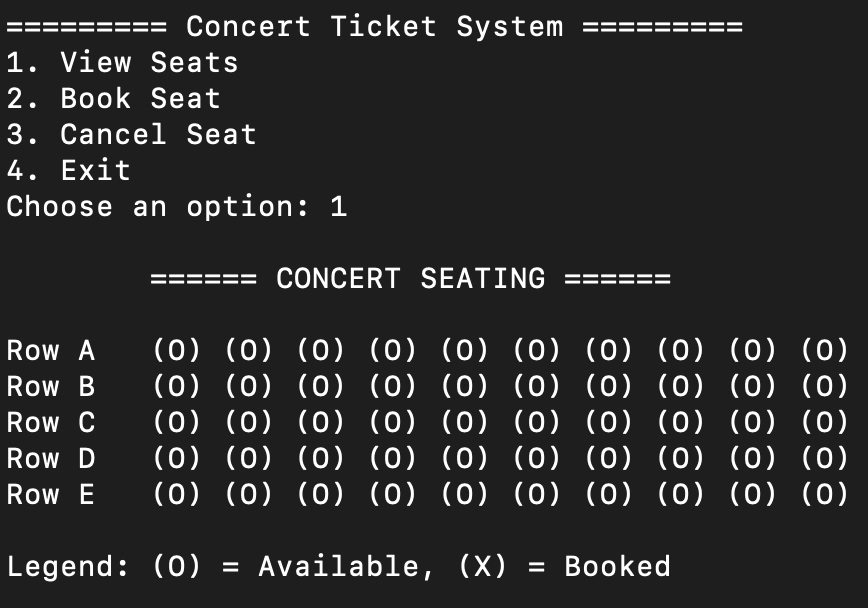 ========= Concert Ticket System =========
1. View Seats
2. Book Seat
3. Cancel Seat
4. Exit
Choose an option: 1
====== CONCERT SEATING ======
Row A   (O) (O) (O) (O) (O) (O) (O) (O) (O) (O)
Row B   (O) (O) (O) (O) (O) (O) (O) (O) (O) (O)
Row C   (O) (O) (O) (O) (O) (O) (O) (O) (O) (O)
Row D   (O) (O) (O) (O) (O) (O) (O) (O) (O) (O)
Row E   (O) (O) (O) (O) (O) (O) (O) (O) (O) (O)
Legend: (O) = Available, (X) = Booked